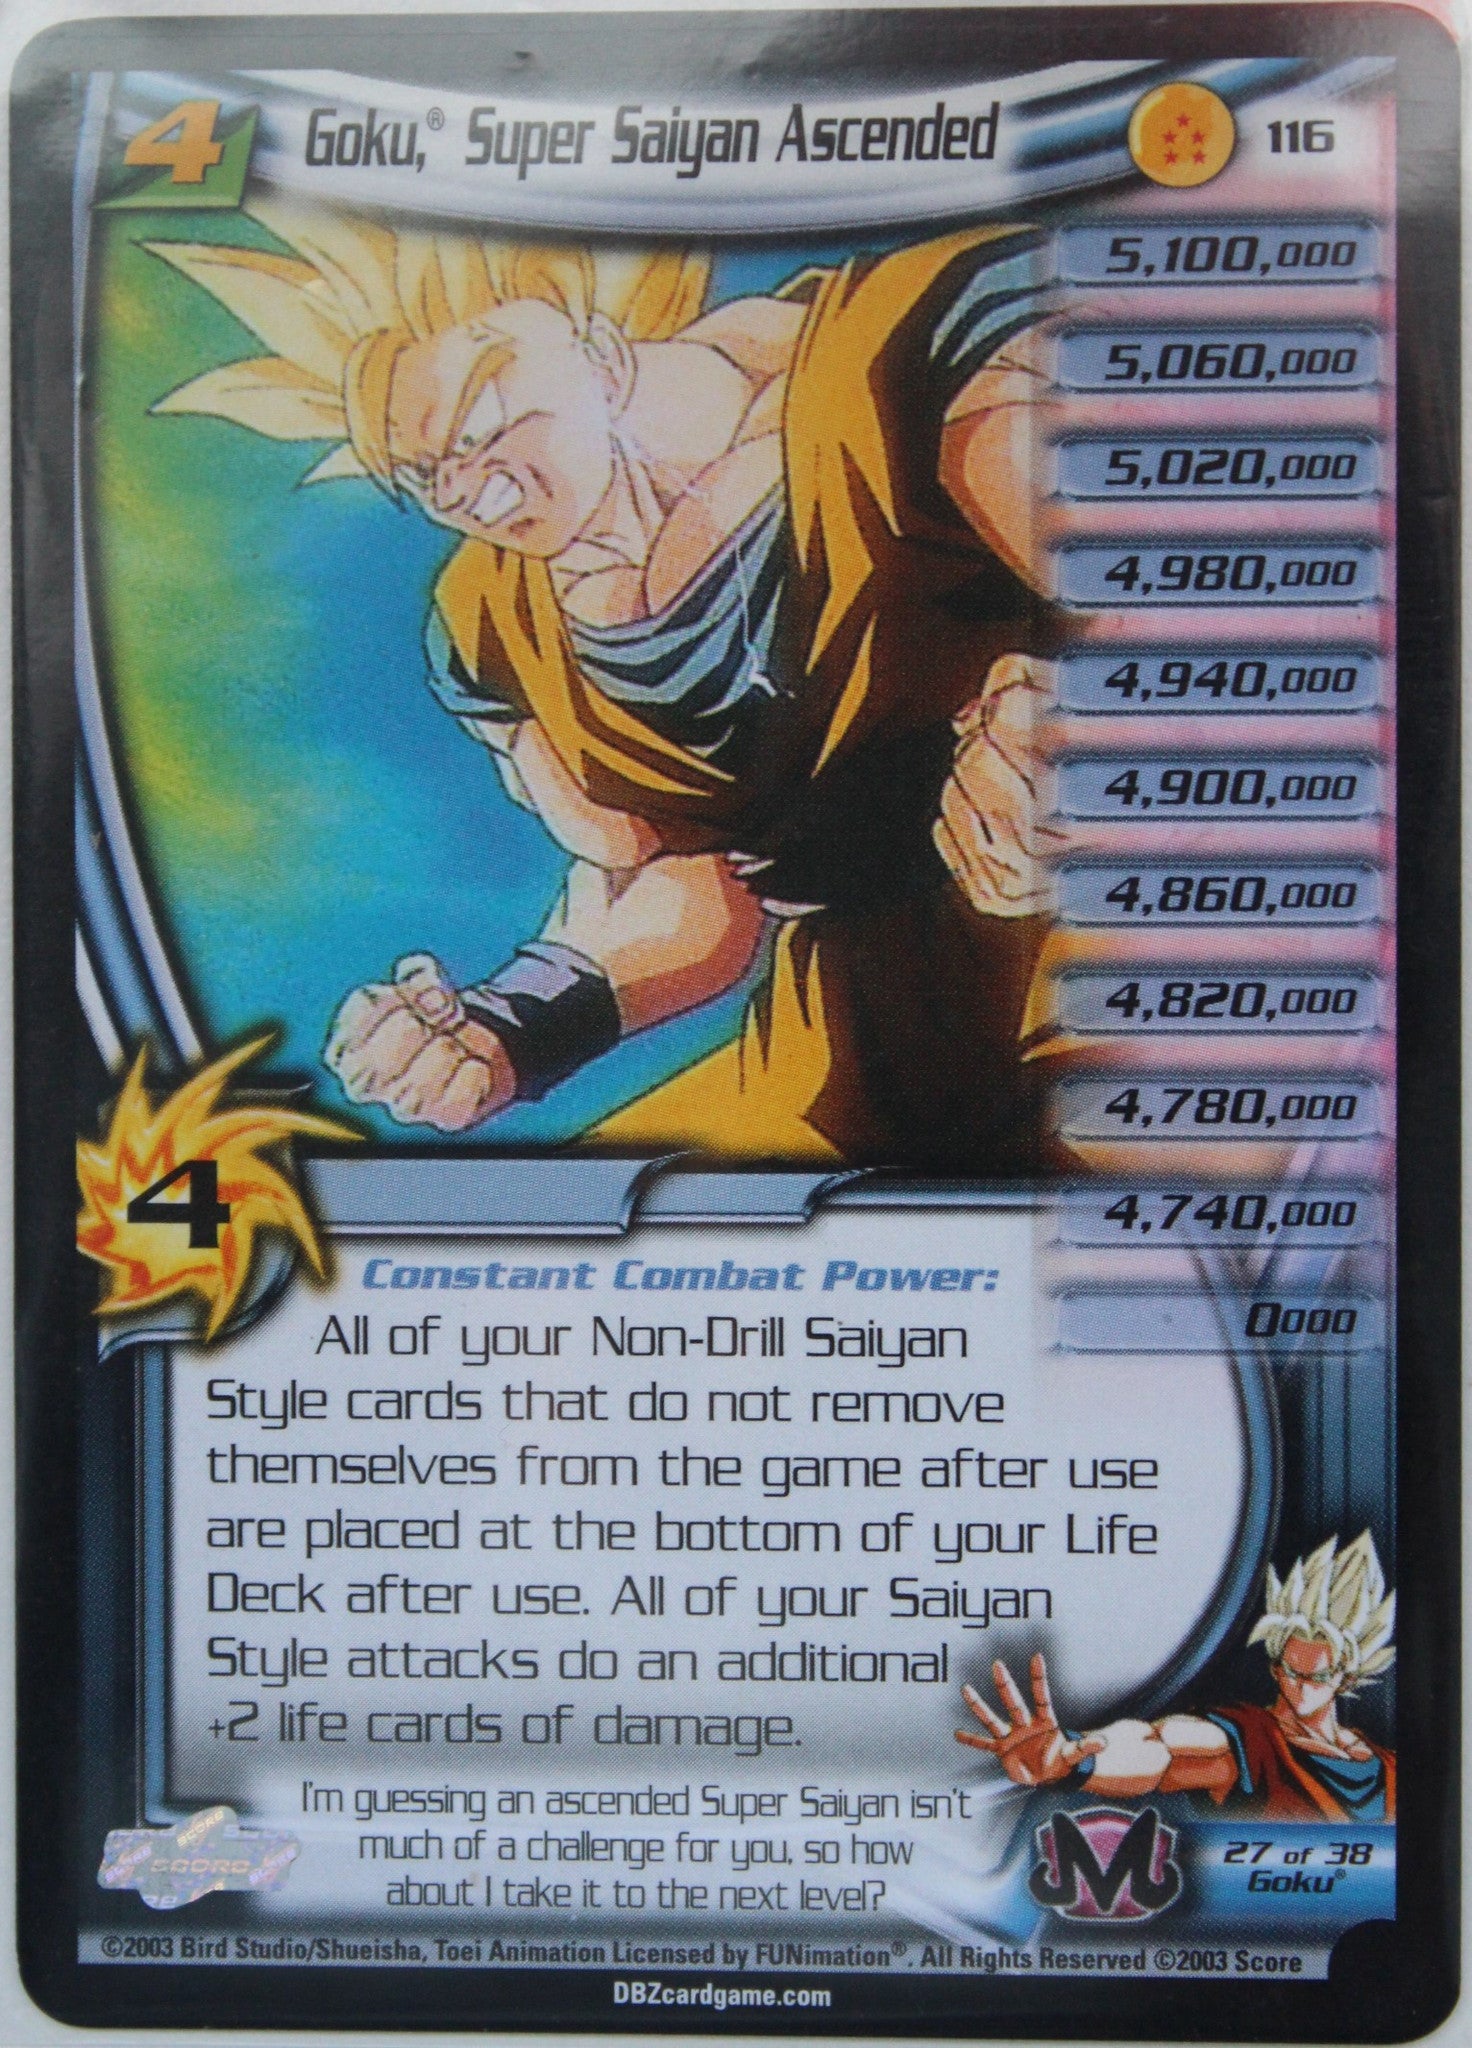 4
Goku,® Super Saiyan Ascended
116
5,100,000
5,060,000
5,020,000
4,980,000
4,940,000
4,900,000
4,860,000
4,820,000
4,780,000
4,740,000
0000
4
Constant Combat Power:
All of your Non-Drill Saiyan
Style cards that do not remove
themselves from the game after use
are placed at the bottom of your Life
Deck after use. All of your Saiyan
Style attacks do an additional
+2 life cards of damage.
I'm guessing an ascended Super Saiyan isn't
much of a challenge for you, so how
about I take it to the next level?
SCORE
M
27 of 38
Goku®
©2003 Bird Studio/Shueisha, Toei Animation Licensed by FUNimation®. All Rights Reserved ©2003 Score
DBZcardgame.com